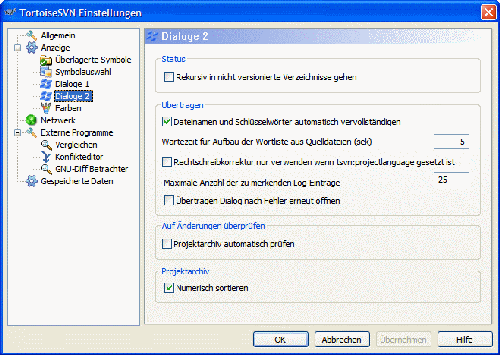 TortoiseSVN Einstellungen
Allgemein
Anzeige
Überlagerte Symbole
Symbolauswahl
Dialoge 1
Dialoge 2
Farben
Netzwerk
Externe Programme
Vergleichen
Konflikteditor
GNU-Diff Betrachter
Gespeicherte Daten
Dialoge 2
Status
Rekursiv in nicht versionierte Verzeichnisse gehen
Übertragen
Dateinamen und Schlüsselwörter automatisch vervollständigen
Wartezeit für Aufbau der Wortliste aus Quelldateien (sek) 5
Rechtschreibkorrektur nur verwenden wenn tsvn:projectlanguage gesetzt ist
Maximale Anzahl der zu merkenden Log-Einträge 25
Übertragen Dialog nach Fehler erneut öffnen
Auf Änderungen überprüfen
Projektarchiv automatisch prüfen
Projektarchiv
Numerisch sortieren
OK Abbrechen Übernehmen Hilfe